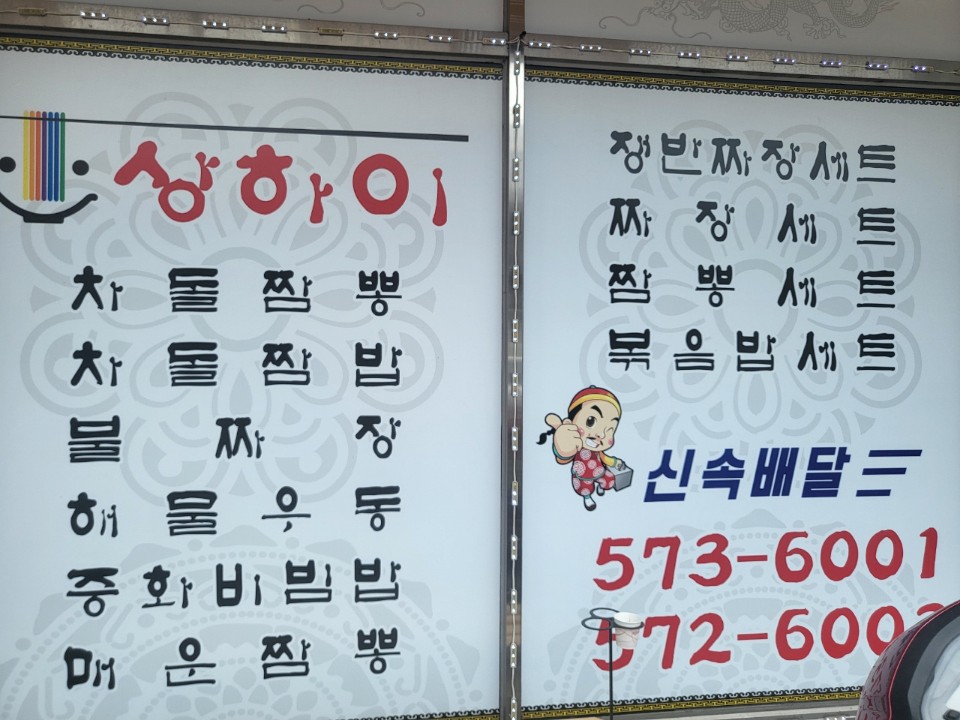 상하이
차돌짬뽕
차돌짬밥
불짜장
해물우동
중화비빔밥
매운짬뽕
쟁반짜장세트
짜장세트
짬뽕세트
볶음밥세트
신속배달
573-6001